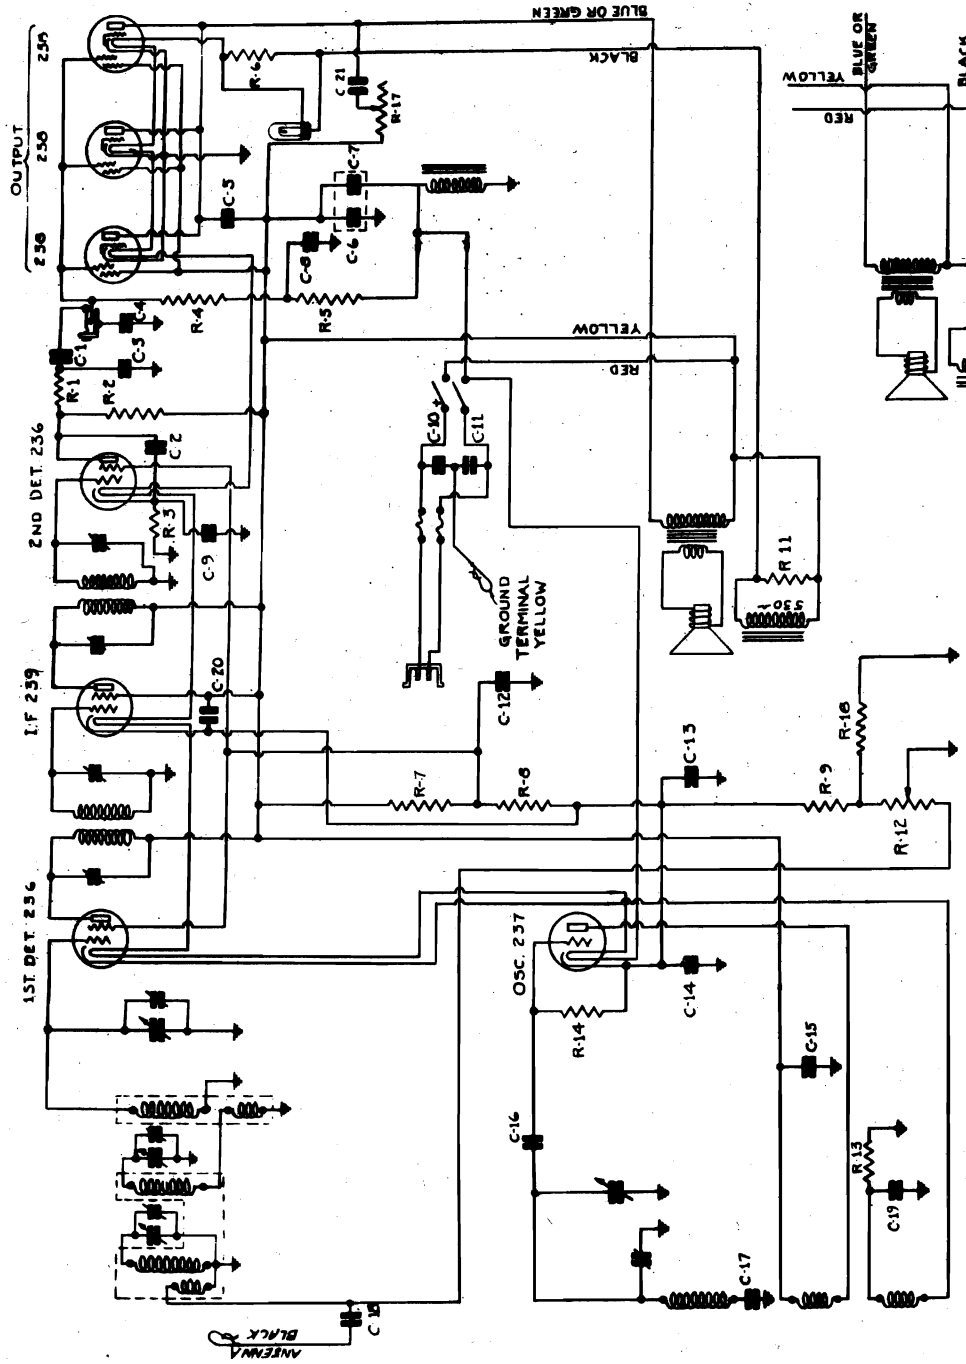 OUTPUT
238
238
238
BLUE OR GREEN
BLACK
R-6
C 21
R-17
C-7
C-6
C-8
C-5
R-4
R-5
C-1
C-4
C-3
R-1
R-2
2ND DET. 236
C-2
R-3
C-9
YELLOW
RED
C-10
C-11
GROUND
TERMINAL
YELLOW
BLUE OR
GREEN
YELLOW
RED
BLACK
R 11
530
I.F 239
C-20
C-12
R-7
R-8
C-13
R-18
R-9
R-12
1ST. DET. 236
OSC. 237
R-14
C-14
C-15
C-16
C-17
R-13
C-19
C 18
ANTENNA
BLACK